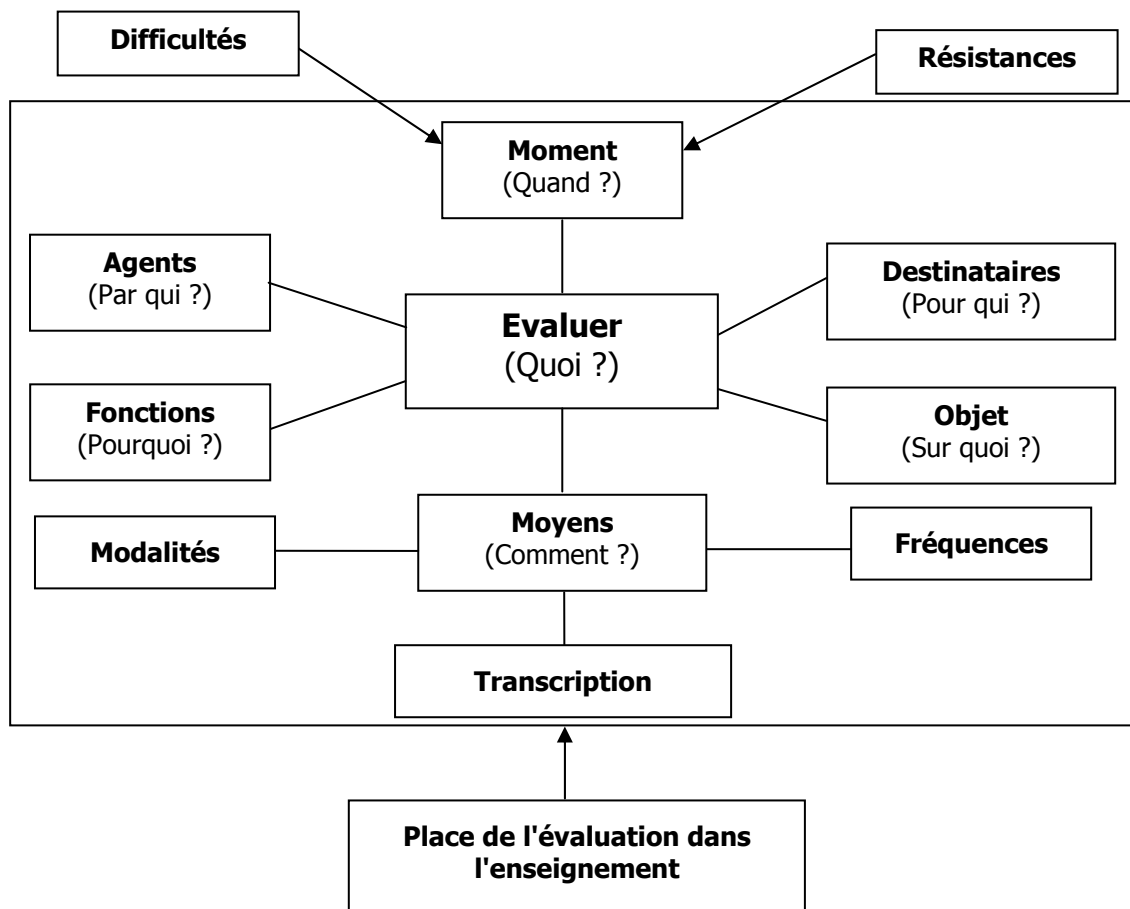 Difficultés
Résistances
Moment
(Quand ?)
Agents
(Par qui ?)
Destinataires
(Pour qui ?)
Evaluer
(Quoi ?)
Fonctions
(Pourquoi ?)
Objet
(Sur quoi ?)
Modalités
Moyens
(Comment ?)
Fréquences
Transcription
Place de l'évaluation dans
l'enseignement